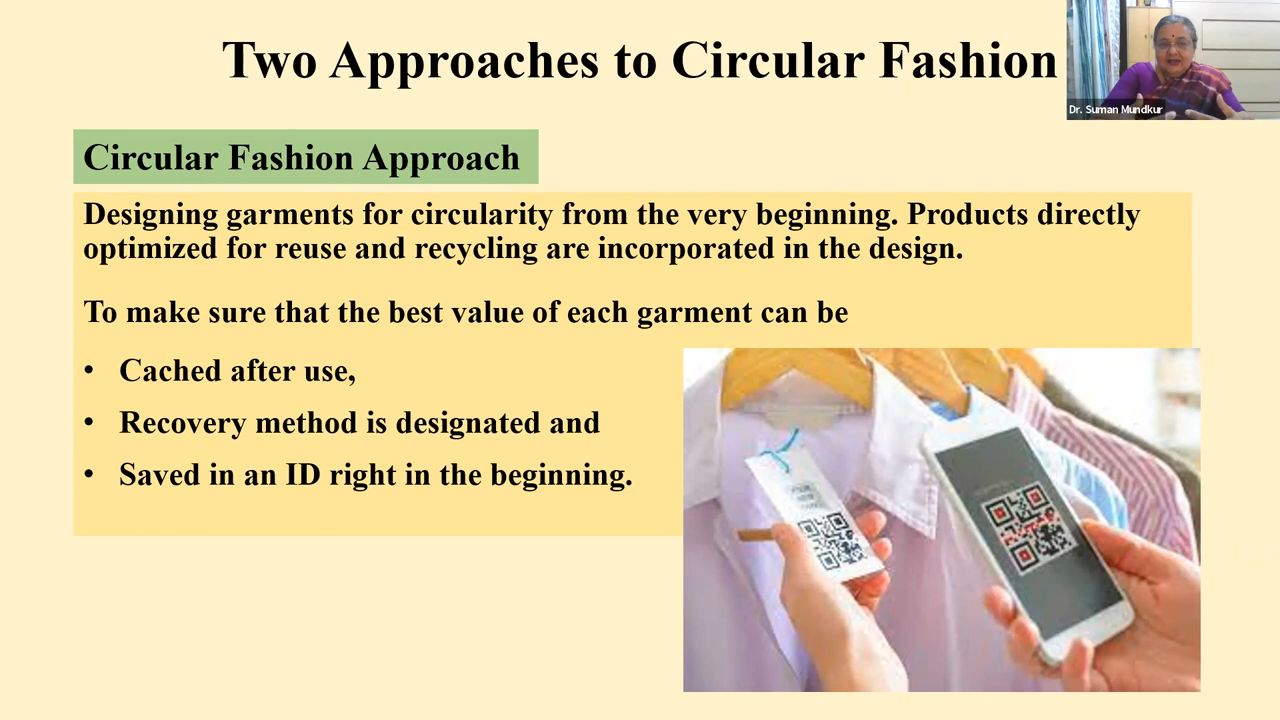 Two Approaches to Circular Fashion
Dr. Suman Mundkur
Circular Fashion Approach
Designing garments for circularity from the very beginning. Products directly
optimized for reuse and recycling are incorporated in the design.
To make sure that the best value of each garment can be
• Cached after use,
• Recovery method is designated and
• Saved in an ID right in the beginning.